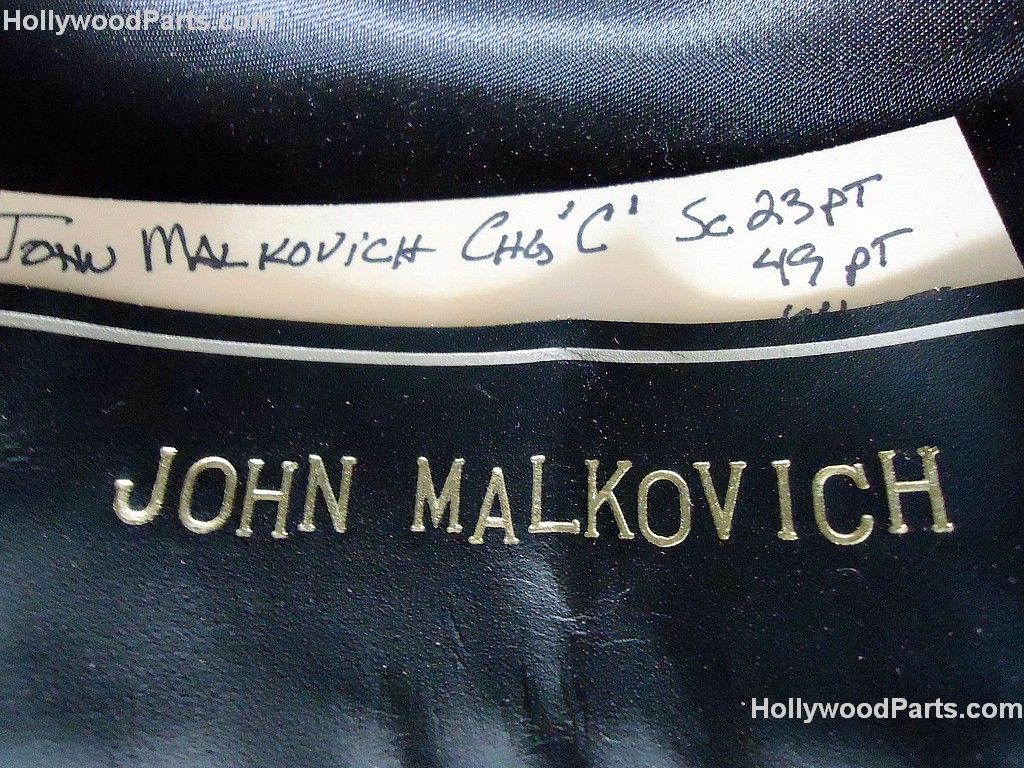 HollywoodParts.com
JOHN MALKOVICH CHG 'C' Sc. 23 PT
49 PT
JOHN MALKOVICH
HollywoodParts.com